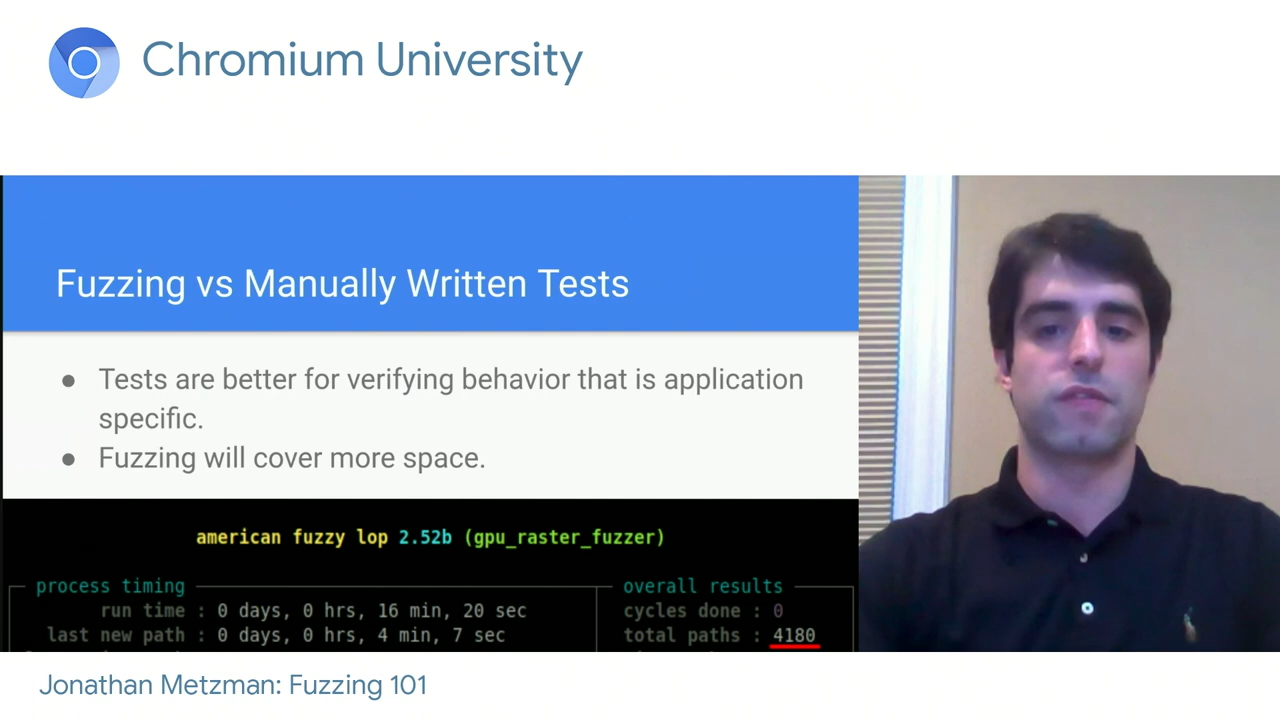 Chromium University
Fuzzing vs Manually Written Tests
● Tests are better for verifying behavior that is application
specific.
● Fuzzing will cover more space.
american fuzzy lop 2.52b (gpu_raster_fuzzer)
process timing
run time : 0 days, 0 hrs, 16 min, 20 sec
last new path : 0 days, 0 hrs, 4 min, 7 sec
overall results
cycles done : 0
total paths : 4180
Jonathan Metzman: Fuzzing 101